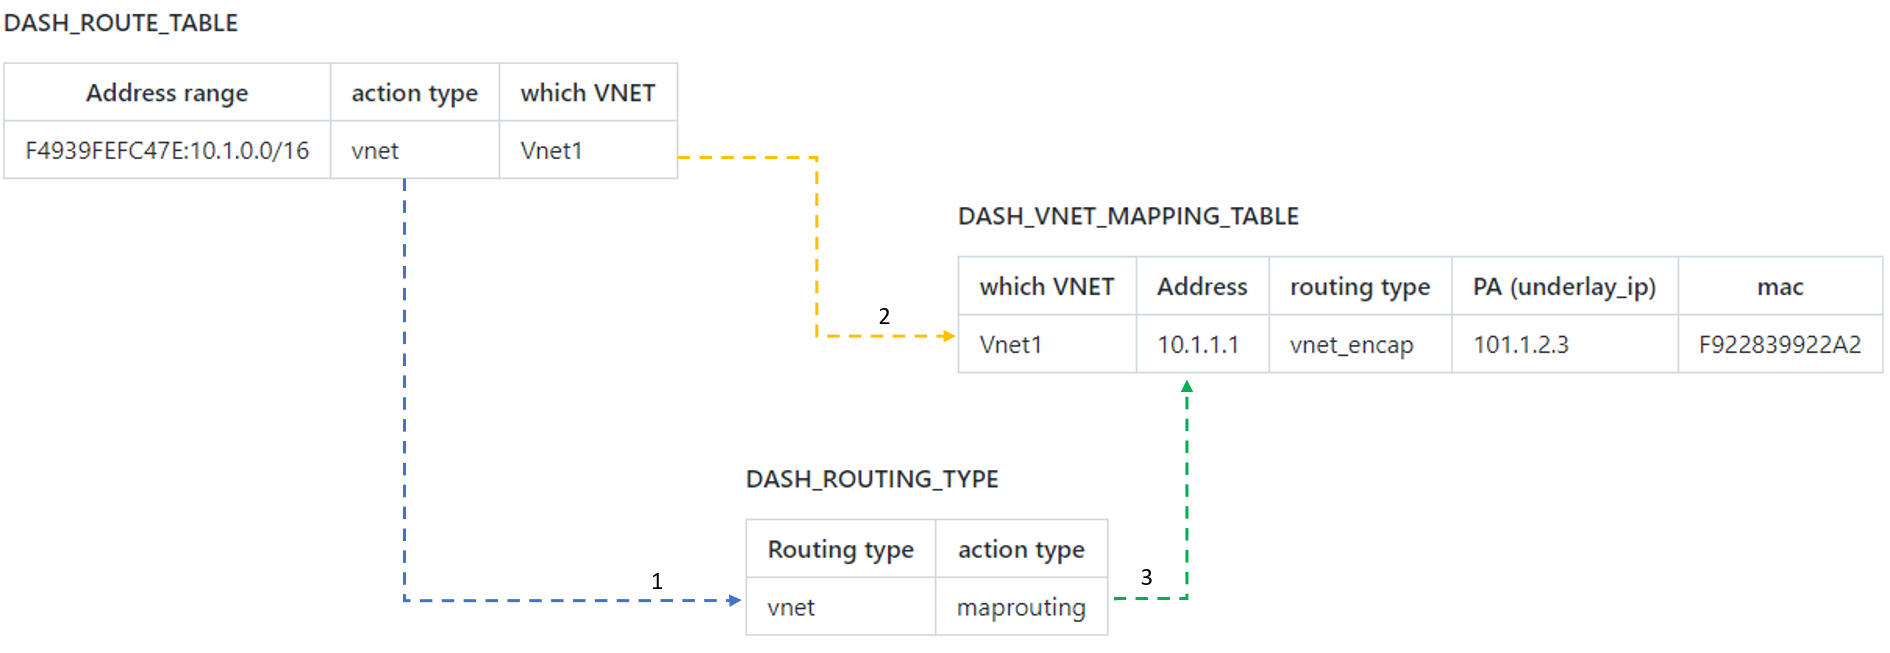 DASH_ROUTE_TABLE
Address range action type which VNET
F4939FEFC47E:10.1.0.0/16 vnet Vnet1
DASH_VNET_MAPPING_TABLE
which VNET Address routing type PA (underlay_ip) mac
2
Vnet1 10.1.1.1 vnet_encap 101.1.2.3 F922839922A2
DASH_ROUTING_TYPE
Routing type action type
1
3
vnet maprouting